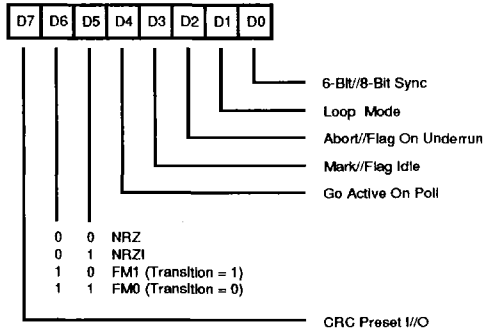 D7 D6 D5 D4 D3 D2 D1 D0
6-Bit//8-Bit Sync
Loop Mode
Abort//Flag On Underrun
Mark//Flag Idle
Go Active On Poll
0 0 NRZ
0 1 NRZI
1 0 FM1 (Transition = 1)
1 1 FM0 (Transition = 0)
CRC Preset I//O